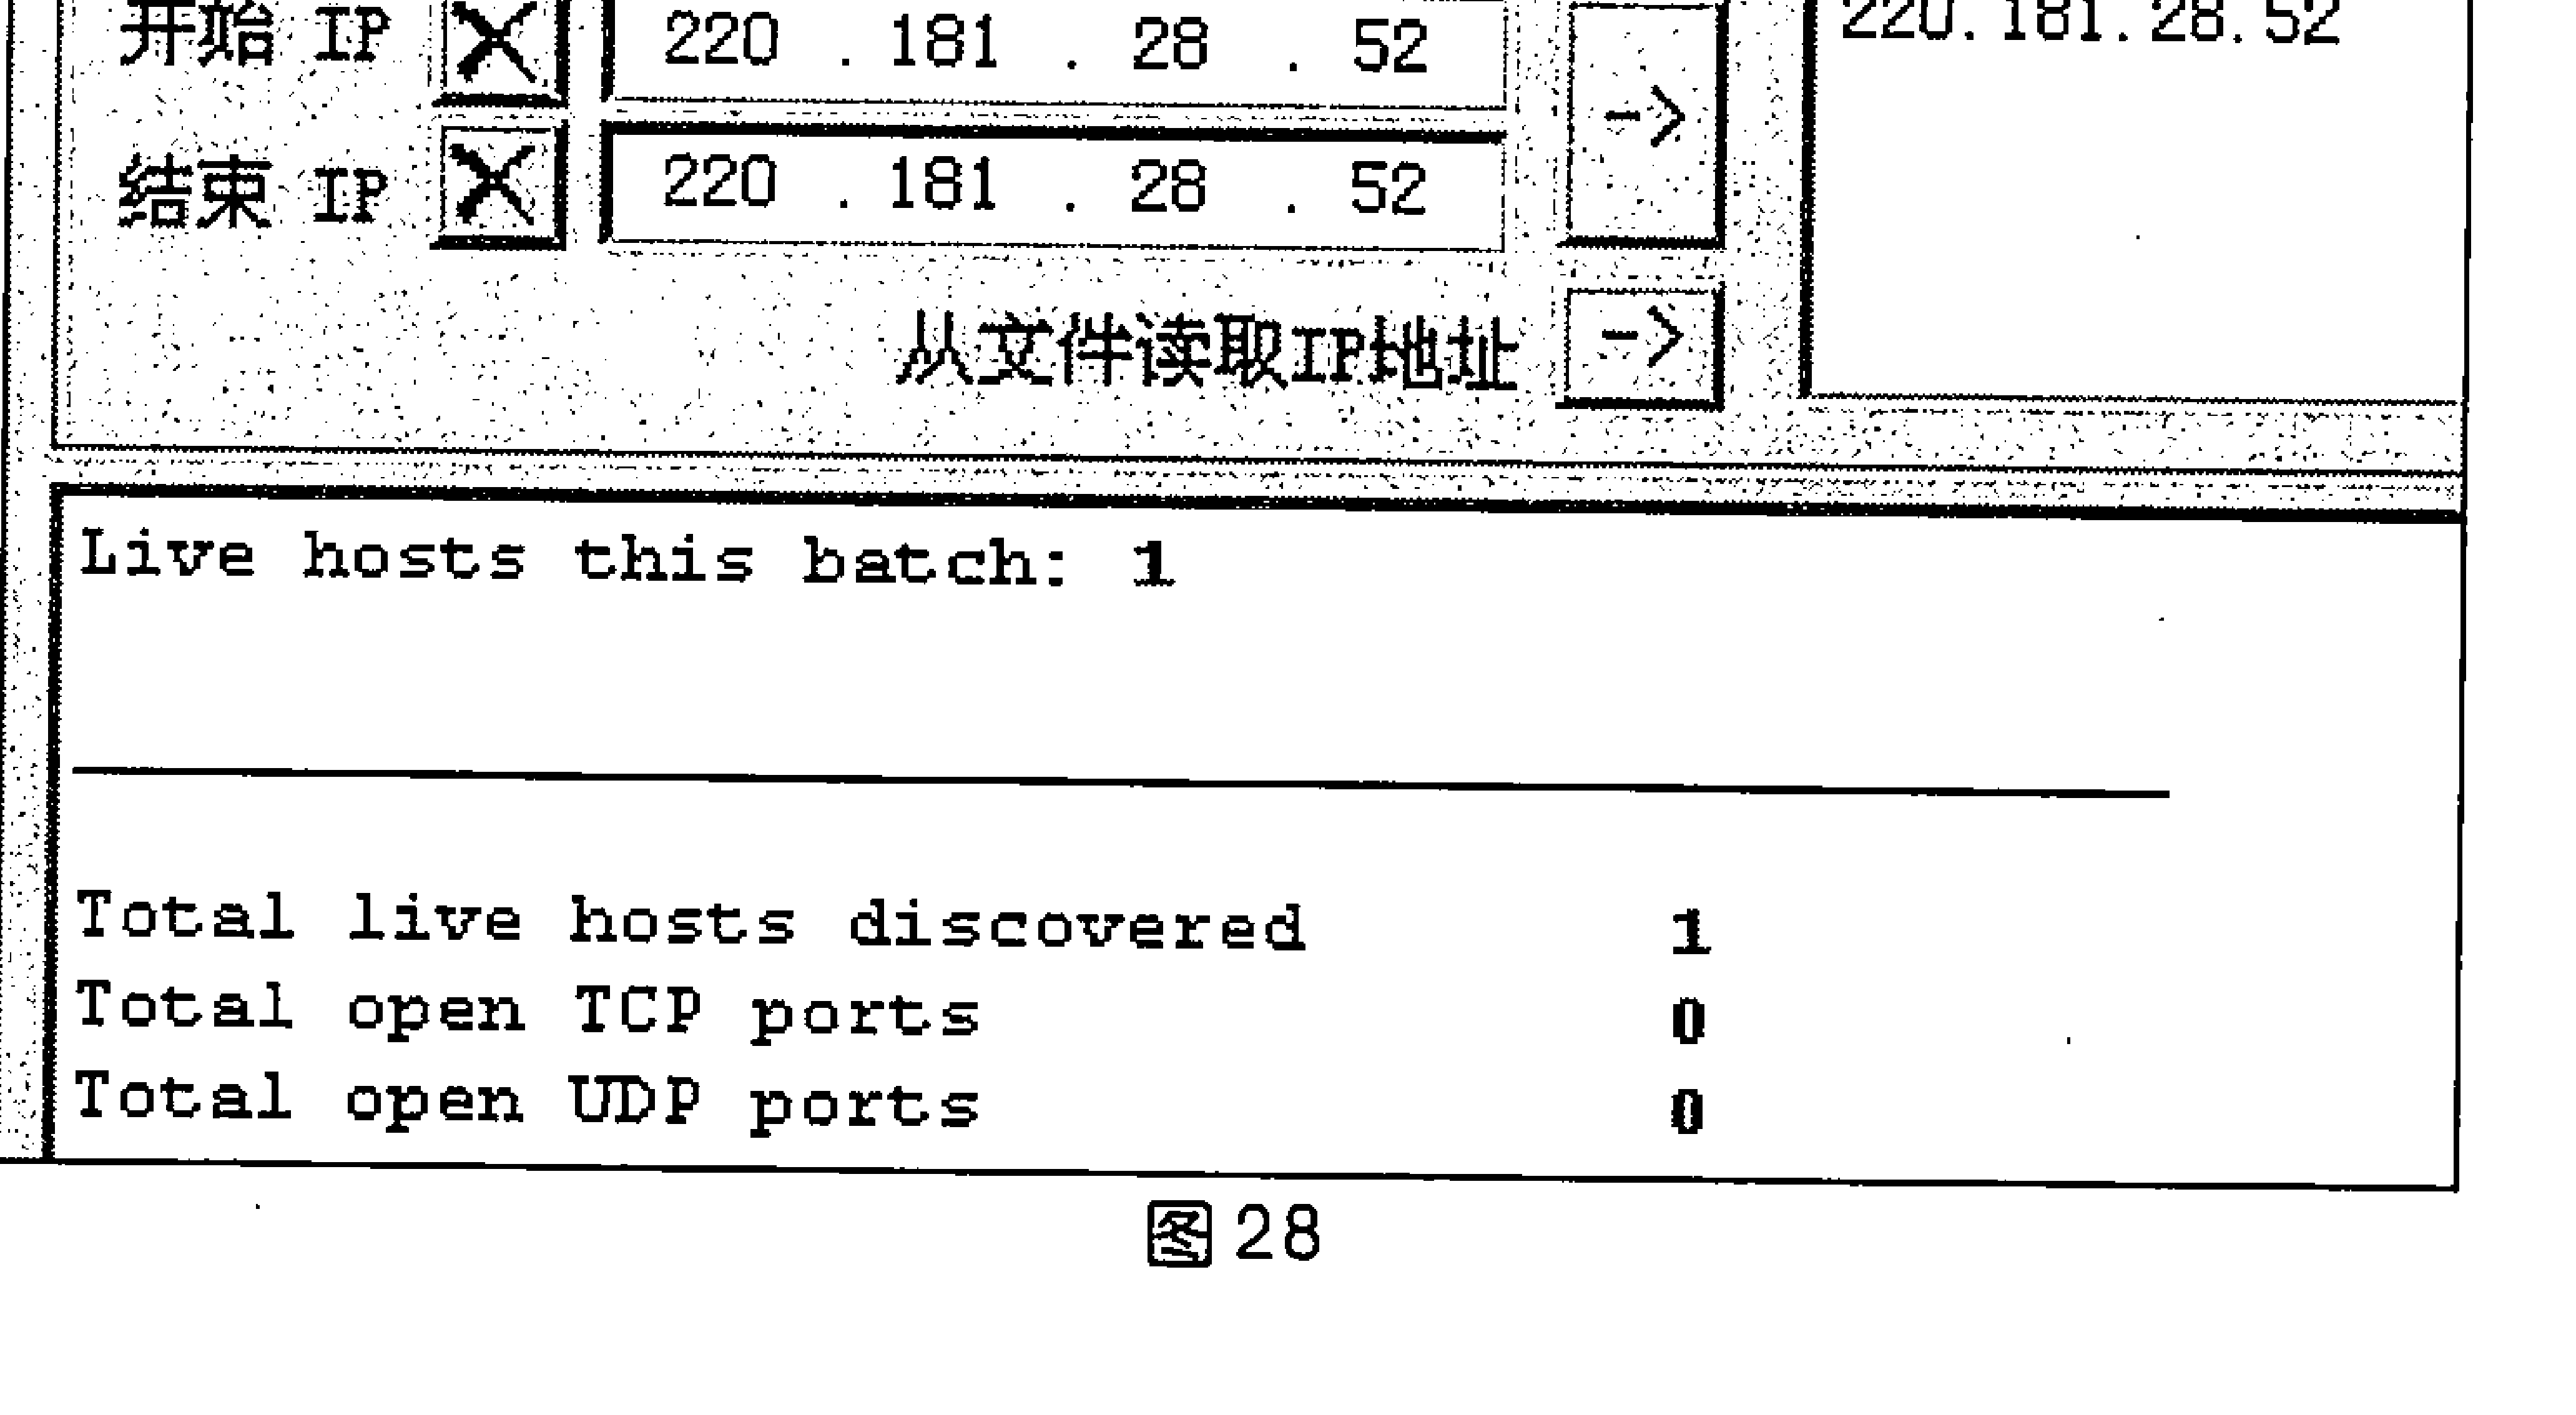 开始 IP 220 . 181 . 28 . 52 -> 220.181.28.52
结束 IP 220 . 181 . 28 . 52
从文件读取IP地址 ->
Live hosts this batch: 1
Total live hosts discovered 1
Total open TCP ports 0
Total open UDP ports 0
图28